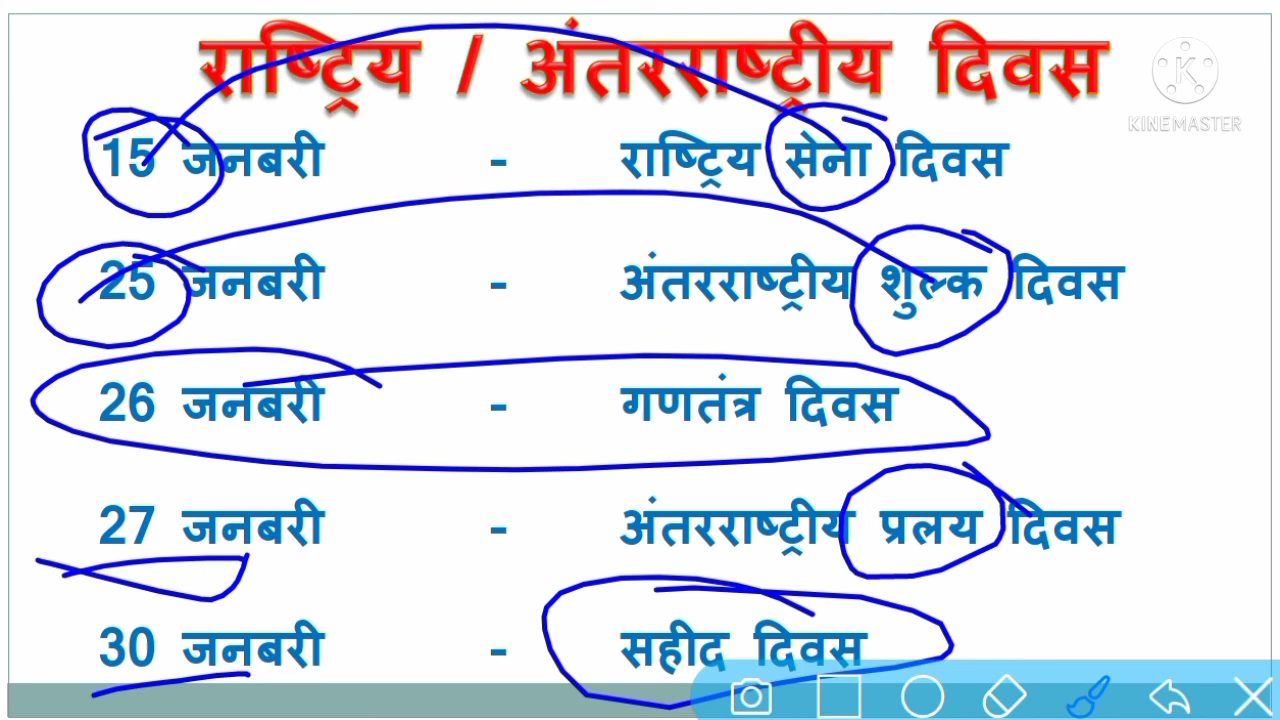 राष्ट्रिय / अंतरराष्ट्रीय दिवस
KINEMASTER
15 जनबरी - राष्ट्रिय सेना दिवस
25 जनबरी - अंतरराष्ट्रीय शुल्क दिवस
26 जनबरी - गणतंत्र दिवस
27 जनबरी - अंतरराष्ट्रीय प्रलय दिवस
30 जनबरी - सहीद दिवस